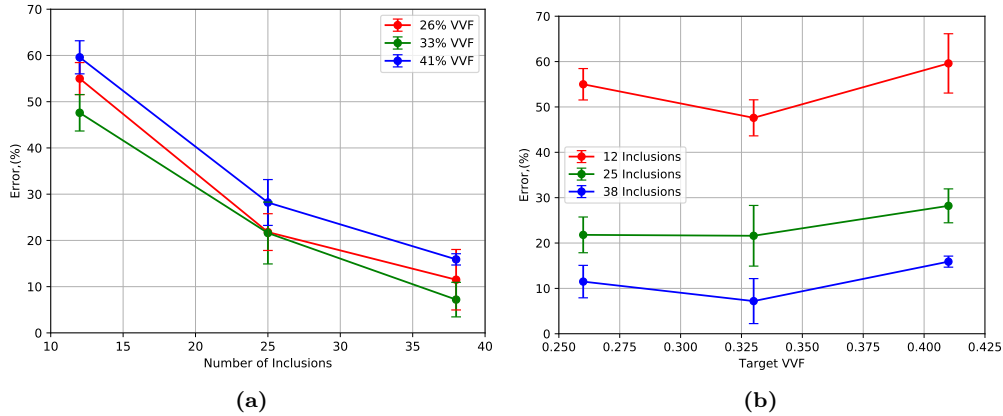 70
60
50
40
30
20
10
0
Error,(%)
10
15
20
25
30
35
40
Number of Inclusions
26% VVF
33% VVF
41% VVF
(a)
70
60
50
40
30
20
10
0
Error,(%)
0.250
0.275
0.300
0.325
0.350
0.375
0.400
0.425
Target VVF
12 Inclusions
25 Inclusions
38 Inclusions
(b)